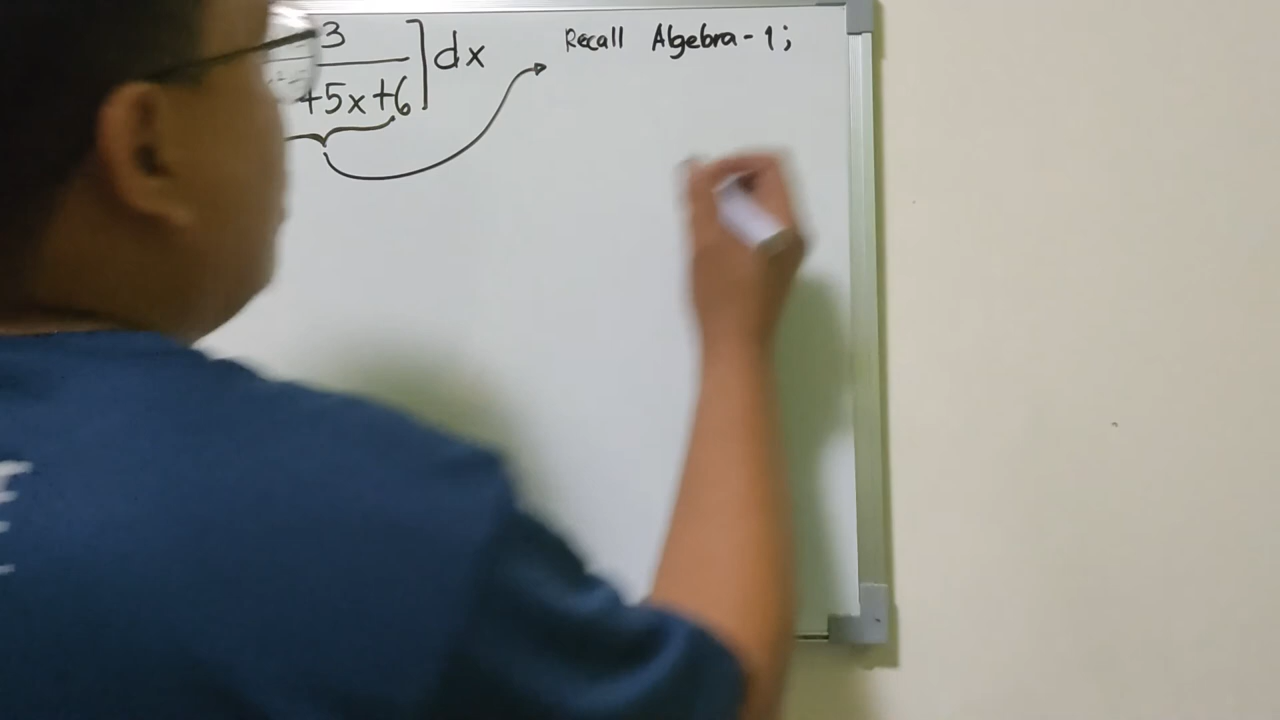 3 ] dx
+5x+6
Recall Algebra-1;